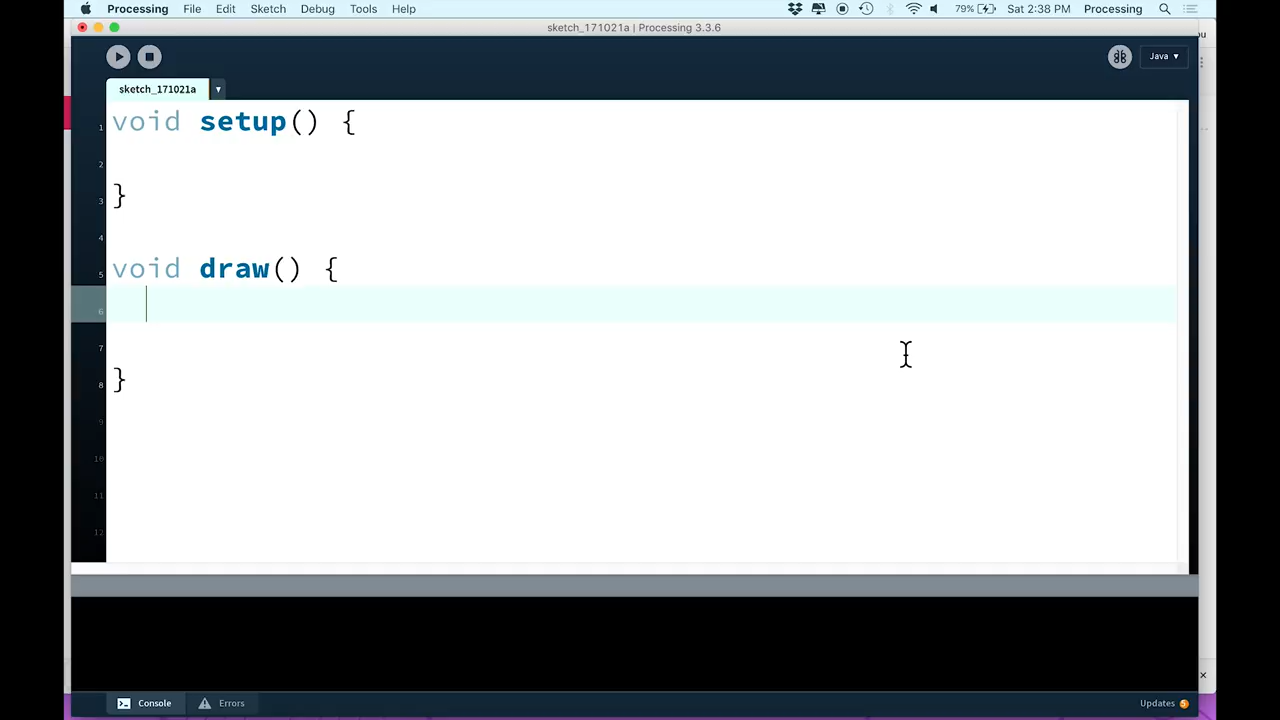 Processing File Edit Sketch Debug Tools Help 79% Sat 2:38 PM Processing
sketch_171021a | Processing 3.3.6
Java ▾
sketch_171021a ▾
1 void setup() {
2
3 }
4
5 void draw() {
6
7
8 }
9
10
11
12
Console Errors Updates 5